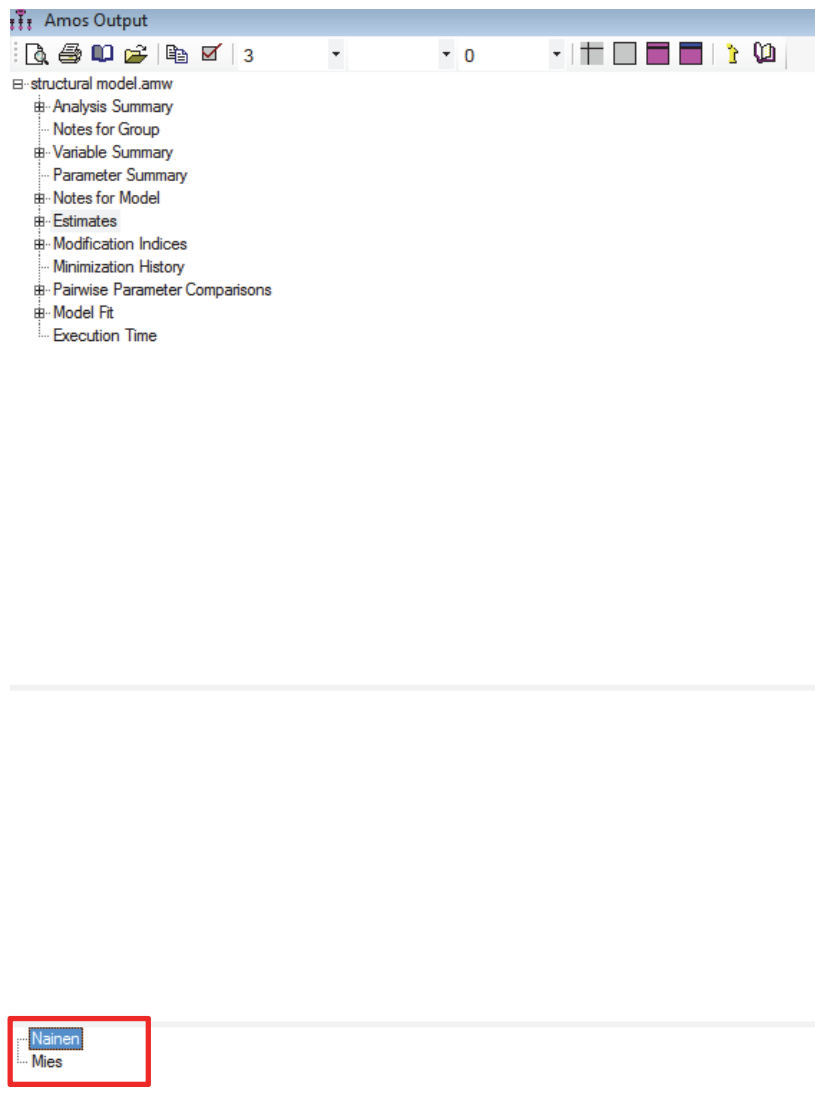 Amos Output
3 0
structural model.amw
Analysis Summary
Notes for Group
Variable Summary
Parameter Summary
Notes for Model
Estimates
Modification Indices
Minimization History
Pairwise Parameter Comparisons
Model Fit
Execution Time
Nainen
Mies